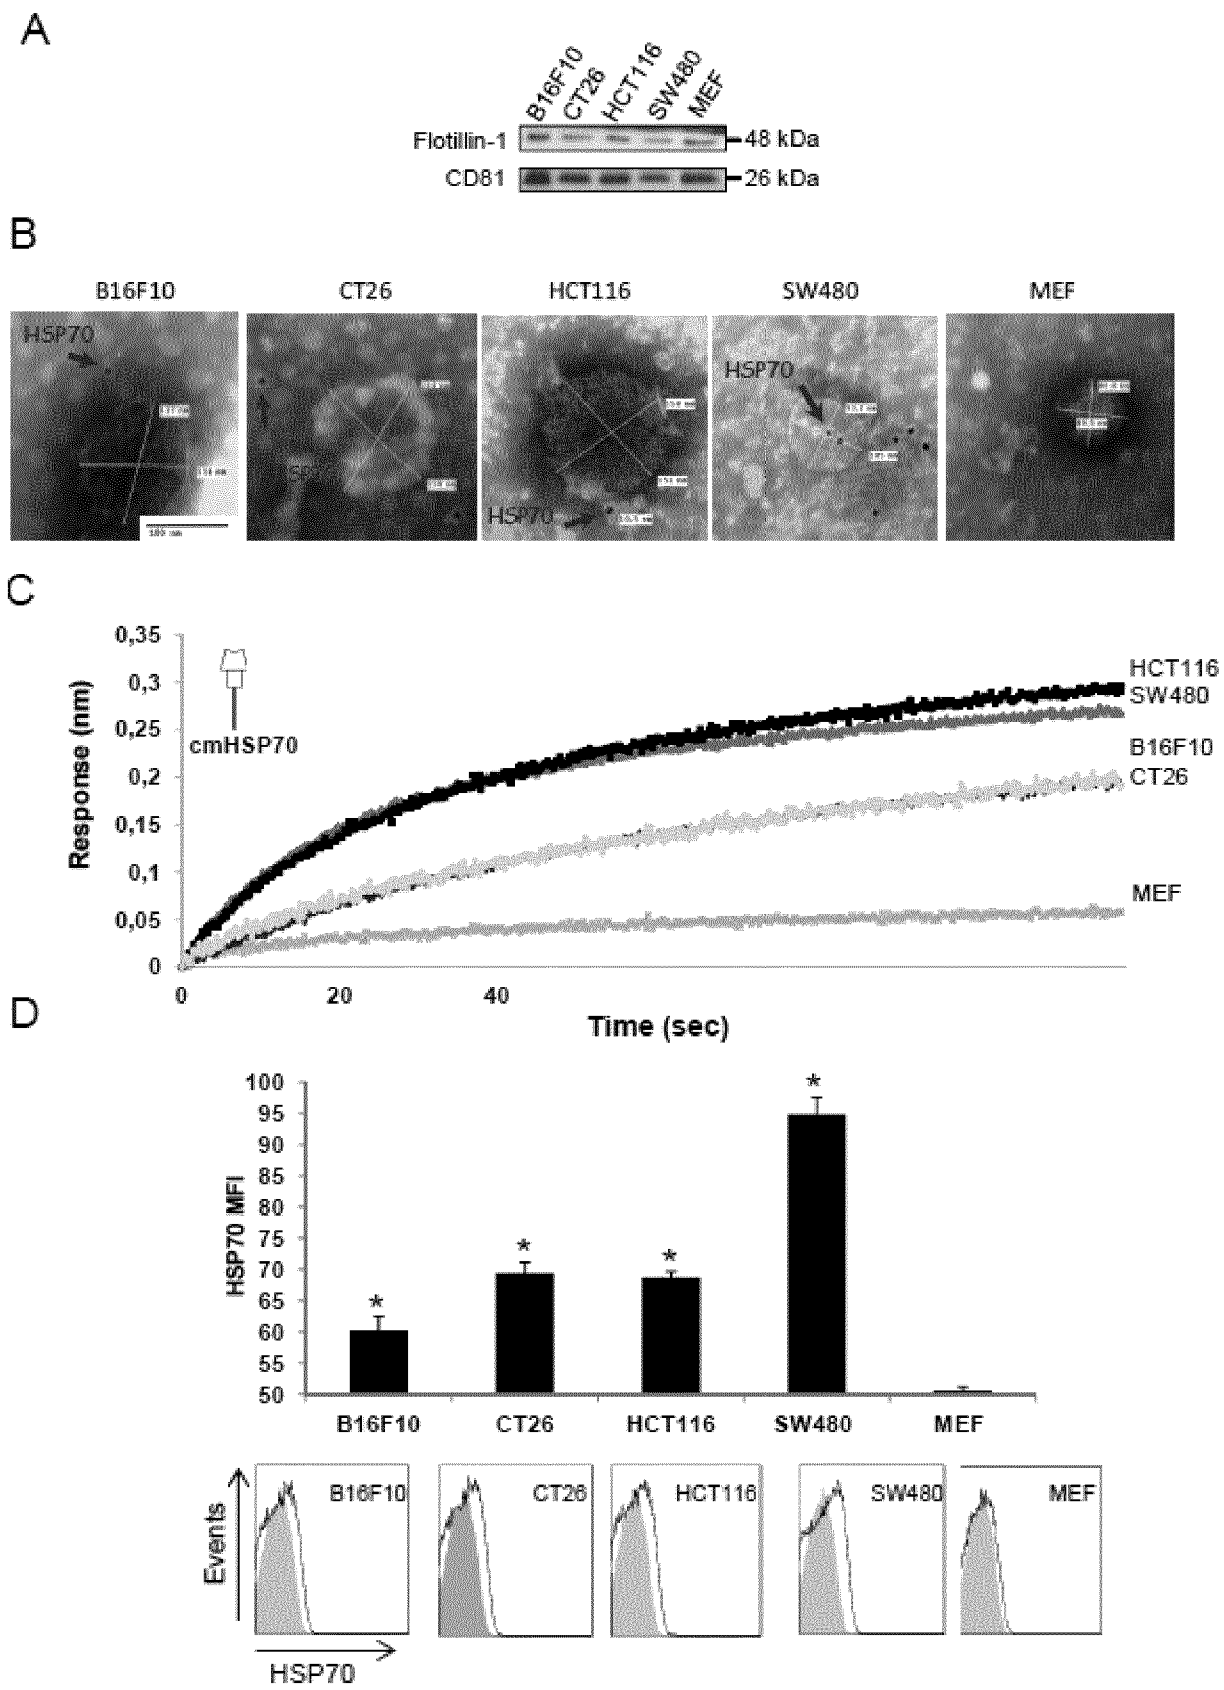 A
B16F10 CT26 HCT116 SW480 MEF
Flotillin-1 48 kDa
CD81 26 kDa
B
B16F10 CT26 HCT116 SW480 MEF
HSP70
HSP70
HSP70
100 nm
C
0,35
0,3
0,25
0,2
0,15
0,1
0,05
0
Response (nm)
cmHSP70
HCT116
SW480
B16F10
CT26
MEF
0 20 40
Time (sec)
D
100
95
90
85
80
75
70
65
60
55
50
HSP70 MFI
* * * *
B16F10 CT26 HCT116 SW480 MEF
Events
B16F10 CT26 HCT116 SW480 MEF
HSP70